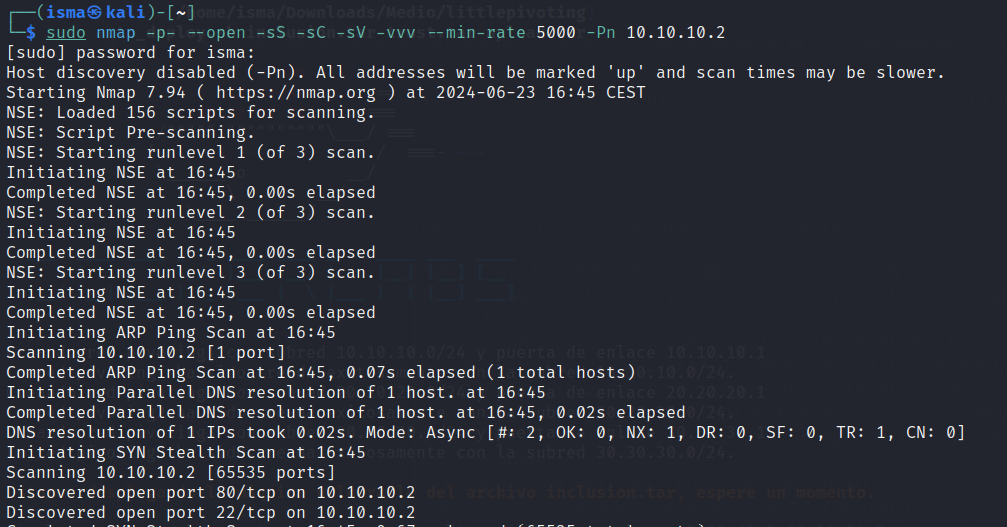 ┌──(isma㉿kali)-[~]
└─$ sudo nmap -p- --open -sS -sC -sV -vvv --min-rate 5000 -Pn 10.10.10.2
[sudo] password for isma:
Host discovery disabled (-Pn). All addresses will be marked 'up' and scan times may be slower.
Starting Nmap 7.94 ( https://nmap.org ) at 2024-06-23 16:45 CEST
NSE: Loaded 156 scripts for scanning.
NSE: Script Pre-scanning.
NSE: Starting runlevel 1 (of 3) scan.
Initiating NSE at 16:45
Completed NSE at 16:45, 0.00s elapsed
NSE: Starting runlevel 2 (of 3) scan.
Initiating NSE at 16:45
Completed NSE at 16:45, 0.00s elapsed
NSE: Starting runlevel 3 (of 3) scan.
Initiating NSE at 16:45
Completed NSE at 16:45, 0.00s elapsed
Initiating ARP Ping Scan at 16:45
Scanning 10.10.10.2 [1 port]
Completed ARP Ping Scan at 16:45, 0.07s elapsed (1 total hosts)
Initiating Parallel DNS resolution of 1 host. at 16:45
Completed Parallel DNS resolution of 1 host. at 16:45, 0.02s elapsed
DNS resolution of 1 IPs took 0.02s. Mode: Async [#: 2, OK: 0, NX: 1, DR: 0, SF: 0, TR: 1, CN: 0]
Initiating SYN Stealth Scan at 16:45
Scanning 10.10.10.2 [65535 ports]
Discovered open port 80/tcp on 10.10.10.2
Discovered open port 22/tcp on 10.10.10.2